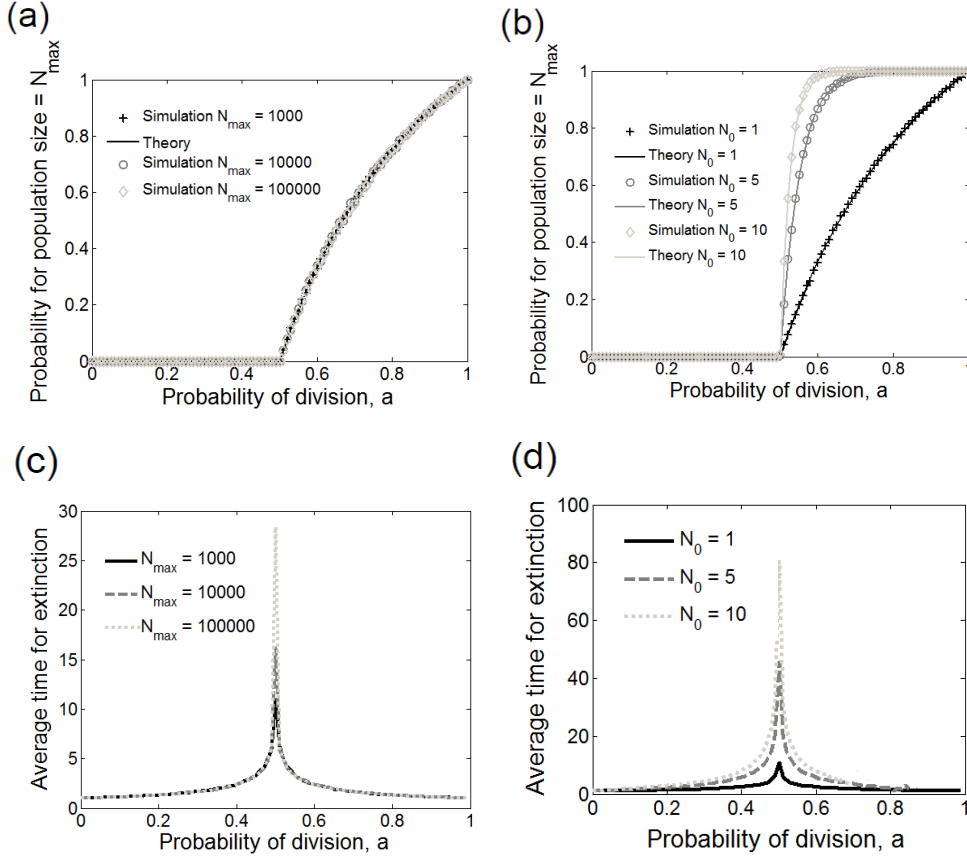 (a)
Probability for population size = N_max
1
0.8
0.6
0.4
0.2
0
Simulation N_max = 1000
Theory
Simulation N_max = 10000
Simulation N_max = 100000
0 0.2 0.4 0.6 0.8 1
Probability of division, a
(b)
Probability for population size = N_max
1
0.8
0.6
0.4
0.2
0
Simulation N_0 = 1
Theory N_0 = 1
Simulation N_0 = 5
Theory N_0 = 5
Simulation N_0 = 10
Theory N_0 = 10
0 0.2 0.4 0.6 0.8 1
Probability of division, a
(c)
Average time for extinction
30
25
20
15
10
5
0
N_max = 1000
N_max = 10000
N_max = 100000
0 0.2 0.4 0.6 0.8 1
Probability of division, a
(d)
Average time for extinction
100
80
60
40
20
0
N_0 = 1
N_0 = 5
N_0 = 10
0 0.2 0.4 0.6 0.8 1
Probability of division, a